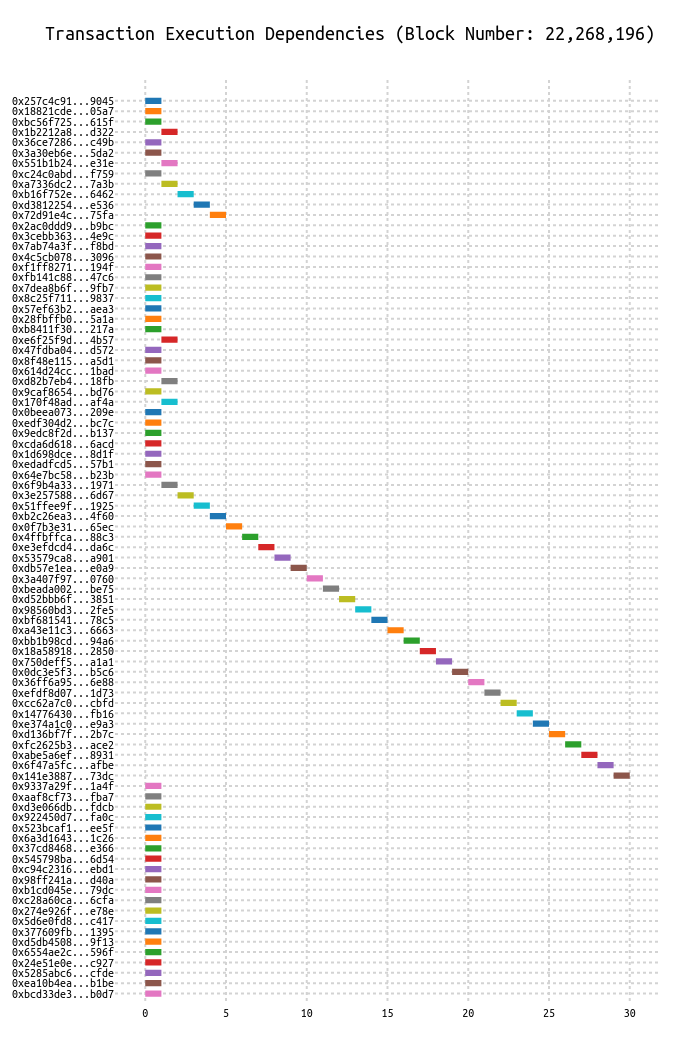 Transaction Execution Dependencies (Block Number: 22,268,196)
0x257c4c91...9045
0x18821cde...05a7
0xbc56f725...615f
0x1b2212a8...d322
0x36ce7286...c49b
0x3a30eb6e...5da2
0x551b1b24...e31e
0xc24c0abd...f759
0xa7336dc2...7a3b
0xb16f752e...6462
0xd3812254...e536
0x72d91e4c...75fa
0x2ac0ddd9...b9bc
0x3cebb363...4e9c
0x7ab74a3f...f8bd
0x4c5cb078...3096
0xf1ff8271...194f
0xfb141c88...47c6
0x7dea8b6f...9fb7
0x8c25f711...9837
0x57ef63b2...aea3
0x28fbffb0...5a1a
0xb8411f30...217a
0xe6f25f9d...4b57
0x47fdba04...d572
0x8f48e115...a5d1
0x614d24cc...1bad
0xd82b7eb4...18fb
0x9caf8654...bd76
0x170f48ad...af4a
0x0beea073...209e
0xedf304d2...bc7c
0x9edc8f2d...b137
0xcda6d618...6acd
0x1d698dce...8d1f
0xedadfcd5...57b1
0x64e7bc58...b23b
0x6f9b4a33...1971
0x3e257588...6d67
0x51ffee9f...1925
0xb2c26ea3...4f60
0x0f7b3e31...65ec
0x4ffbffca...88c3
0xe3efdcd4...da6c
0x53579ca8...a901
0xdb57e1ea...e0a9
0x3a407f97...0760
0xbeada002...be75
0xd52bbb6f...3851
0x98560bd3...2fe5
0xbf681541...78c5
0xa43e11c3...6663
0xbb1b98cd...94a6
0x18a58918...2850
0x750deff5...a1a1
0x0dc3e5f3...b5c6
0x36ff6a95...6e88
0xefdf8d07...1d73
0xcc62a7c0...cbfd
0x14776430...fb16
0xe374a1c0...e9a3
0xd136bf7f...2b7c
0xfc2625b3...ace2
0xabe5a6ef...8931
0x6f47a5fc...afbe
0x141e3887...73dc
0x9337a29f...1a4f
0xaaf8cf73...fba7
0xd3e066db...fdcb
0x922450d7...fa0c
0x523bcaf1...ee5f
0x6a3d1643...1c26
0x37cd8468...e366
0x545798ba...6d54
0xc94c2316...ebd1
0x98ff241a...d40a
0xb1cd045e...79dc
0xc28a60ca...6cfa
0x274e926f...e78e
0x5d6e0fd8...c417
0x377609fb...1395
0xd5db4508...9f13
0x6554ae2c...596f
0x24e51e0e...c927
0x5285abc6...cfde
0xea10b4ea...b1be
0xbcd33de3...b0d7
0 5 10 15 20 25 30